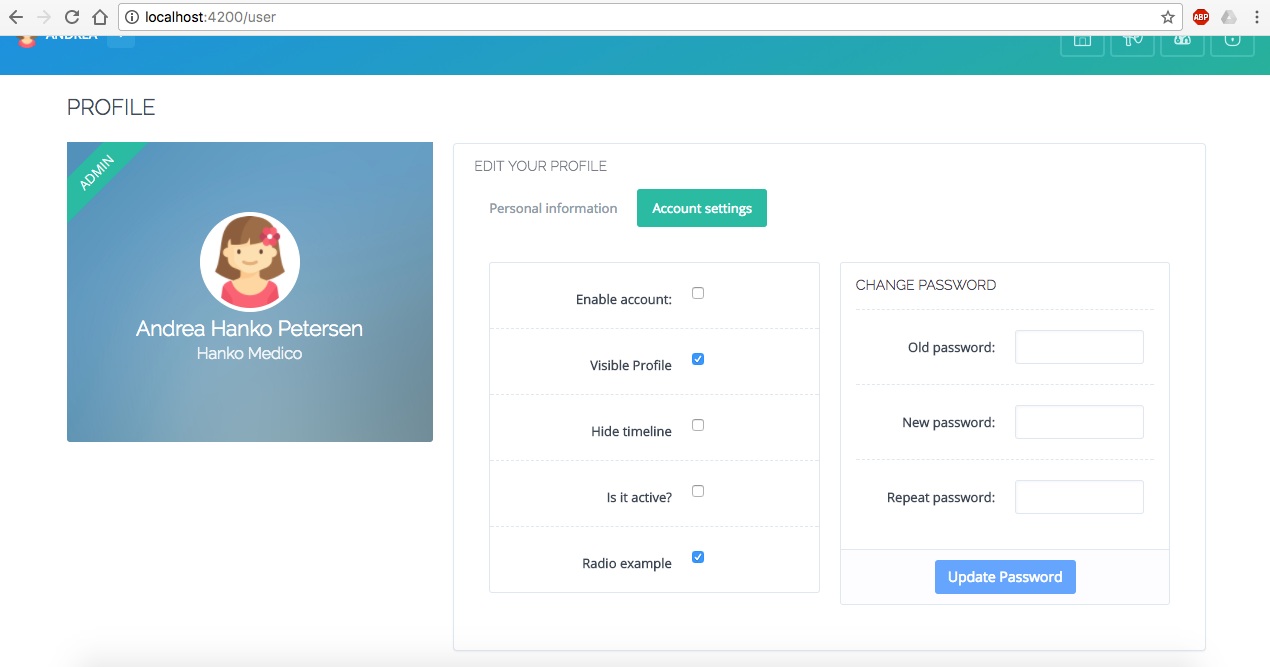 localhost:4200/user
ABP
ANDREA
PROFILE
ADMIN
Andrea Hanko Petersen
Hanko Medico
EDIT YOUR PROFILE
Personal information
Account settings
Enable account:
Visible Profile
Hide timeline
Is it active?
Radio example
CHANGE PASSWORD
Old password:
New password:
Repeat password:
Update Password